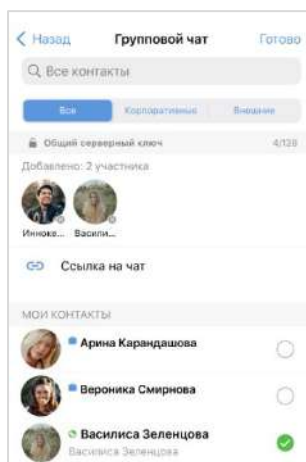 Назад Групповой чат Готово
Все контакты
Все Корпоративные Внешние
Общий серверный ключ 4/128
Добавлено: 2 участника
Инноке... Васили...
Ссылка на чат
МОИ КОНТАКТЫ
Арина Карандашова
Вероника Смирнова
Василиса Зеленцова
Василиса Зеленцова